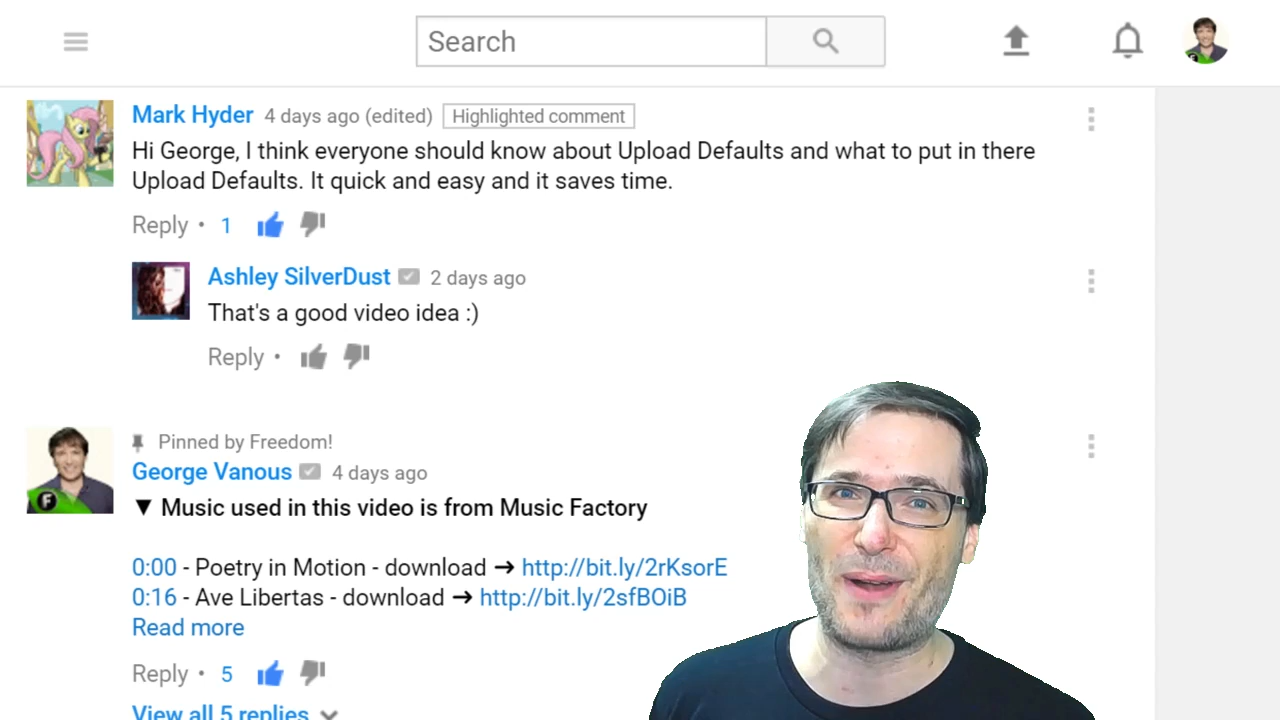 Search
Mark Hyder 4 days ago (edited) Highlighted comment
Hi George, I think everyone should know about Upload Defaults and what to put in there
Upload Defaults. It quick and easy and it saves time.
Reply • 1
Ashley SilverDust 2 days ago
That's a good video idea :)
Reply •
Pinned by Freedom!
George Vanous 4 days ago
▼ Music used in this video is from Music Factory
0:00 - Poetry in Motion - download ➞ http://bit.ly/2rKsorE
0:16 - Ave Libertas - download ➞ http://bit.ly/2sfBOiB
Read more
Reply • 5
View all 5 replies